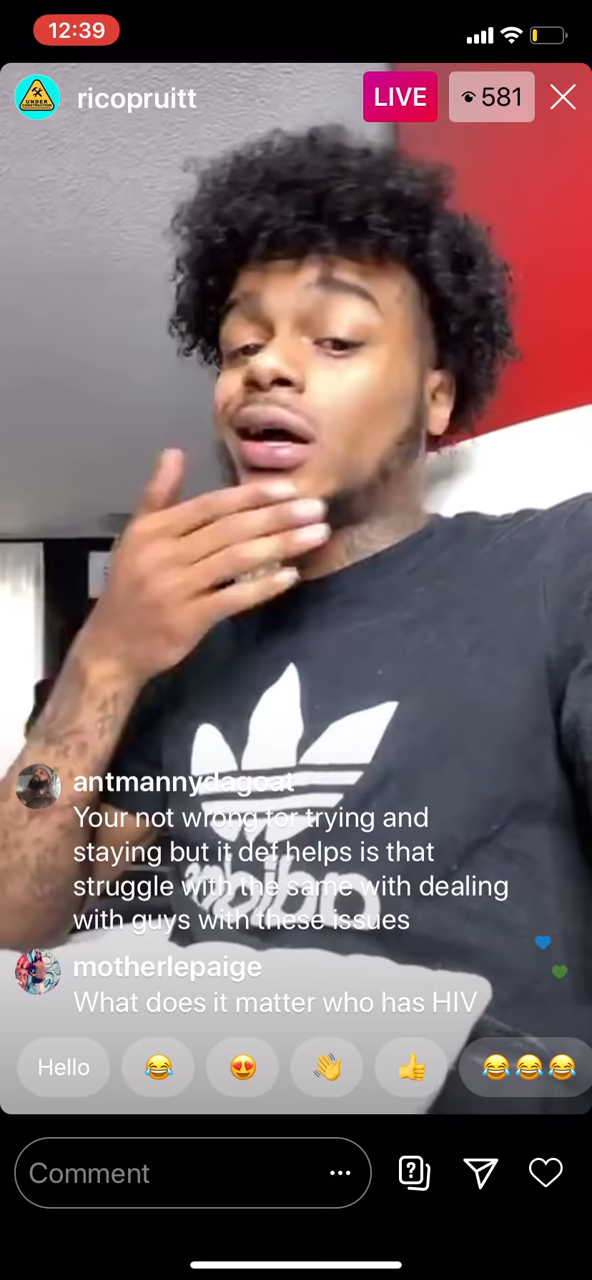 12:39
UNDER
CONSTRUCTION
ricopruitt
LIVE
581
adidas
antmannydagoat
Your not wrong for trying and
staying but it def helps is that
struggle with the same with dealing
with guys with these issues
motherlepaige
What does it matter who has HIV
Hello
Comment